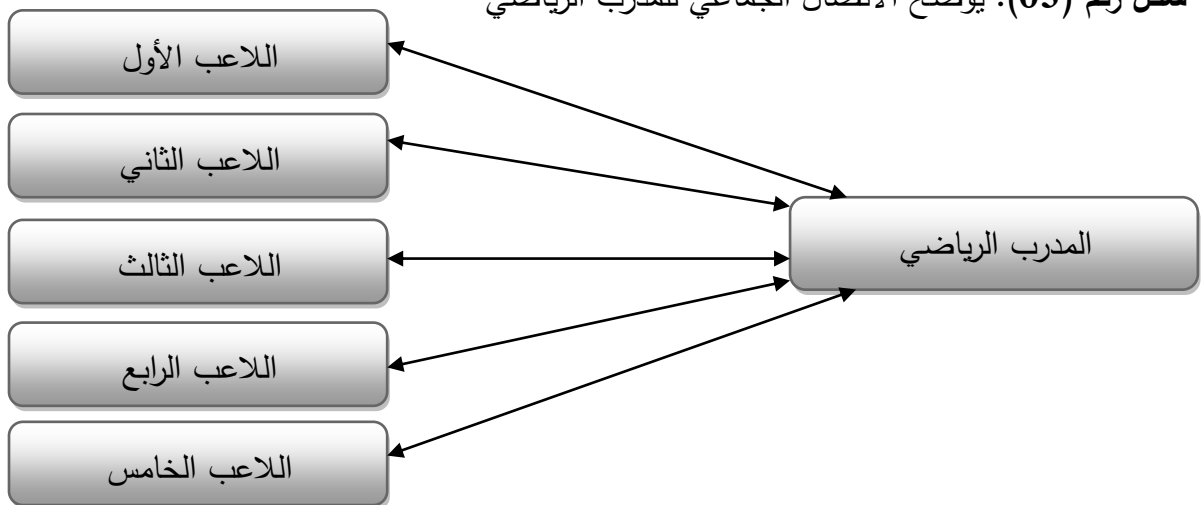 شكل رقم (03): يوضح الاتصال الجماعي للمدرب الرياضي
اللاعب الأول
اللاعب الثاني
المدرب الرياضي
اللاعب الثالث
اللاعب الرابع
اللاعب الخامس